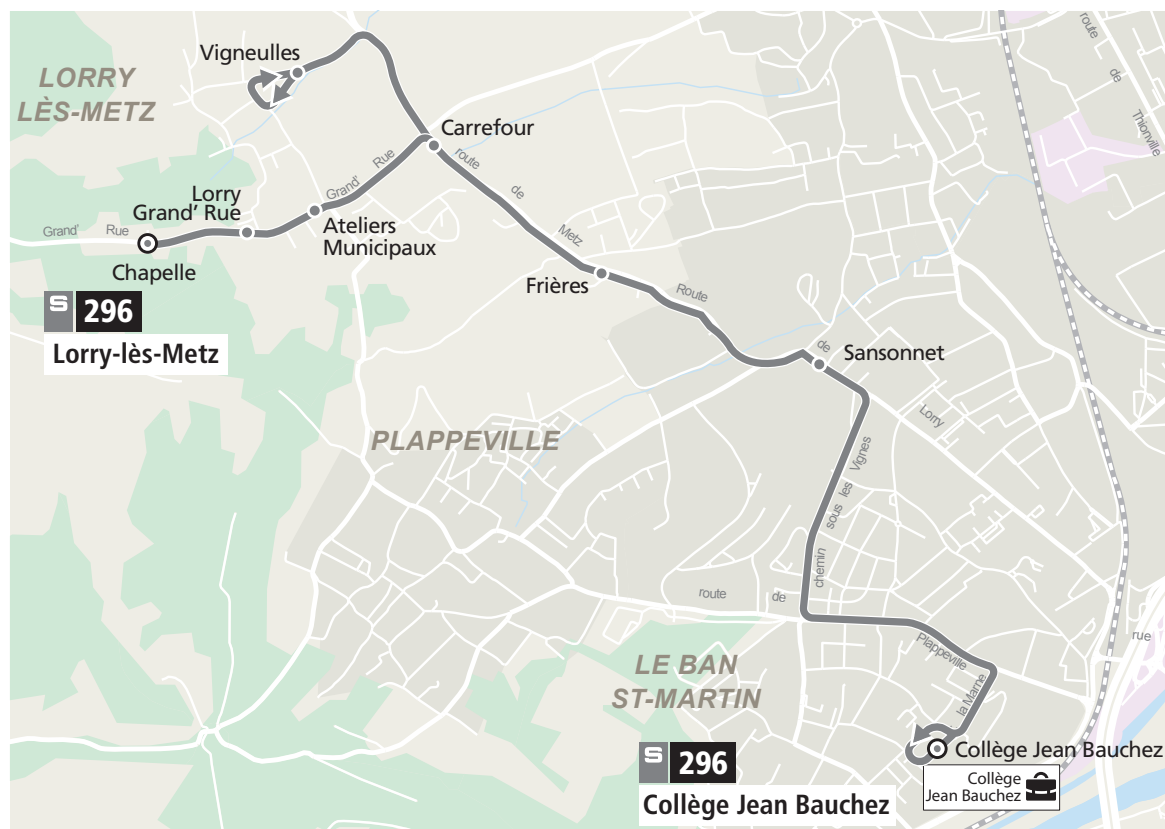 Vigneulles
LORRY
LÈS-METZ
route
de
Thionville
Carrefour
route
de
Metz
Grand' Rue
Lorry
Grand' Rue
Ateliers
Municipaux
Grand' Rue
Chapelle
S 296
Lorry-lès-Metz
Frières
Route
de
Lorry
Sansonnet
PLAPPEVILLE
chemin sous les Vignes
route de
Plappeville
rue
LE BAN
ST-MARTIN
la Marne
S 296
Collège Jean Bauchez
Collège Jean Bauchez
Collège
Jean Bauchez